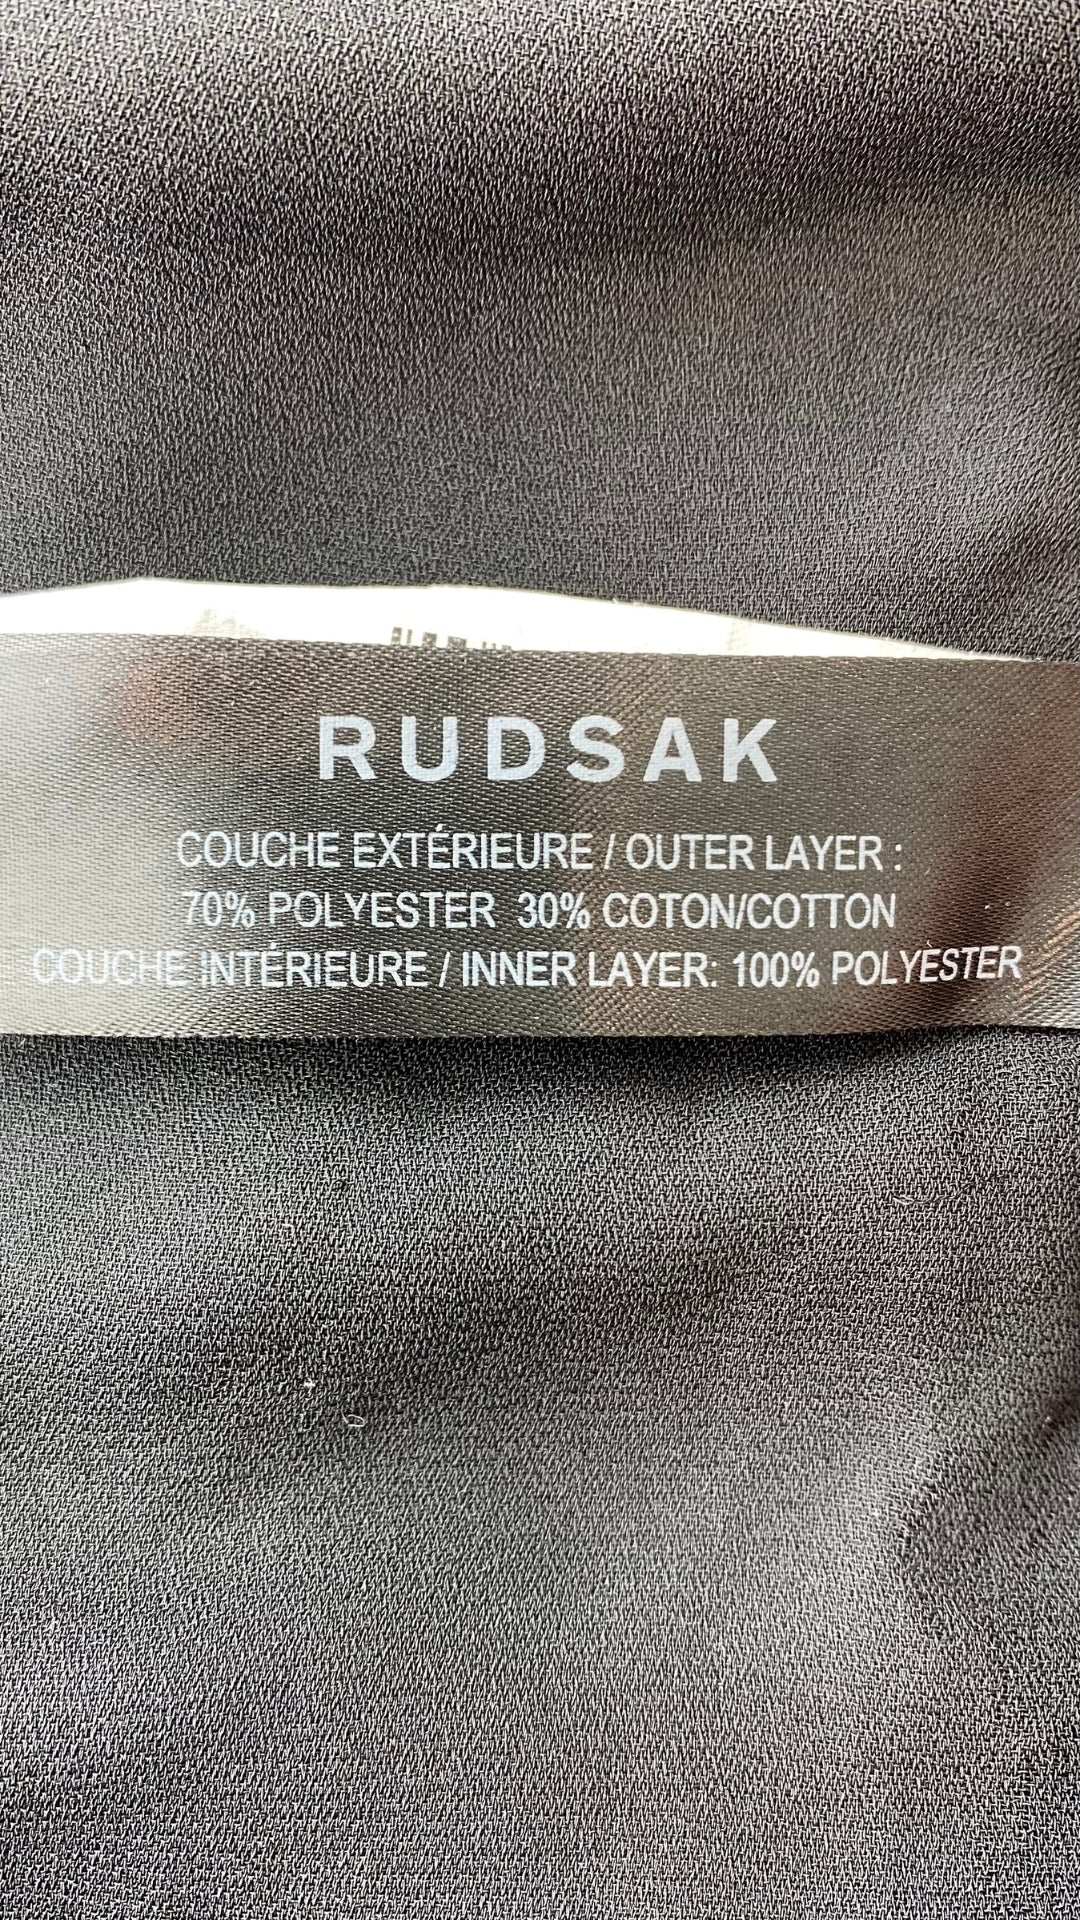 RUDSAK
COUCHE EXTÉRIEURE / OUTER LAYER :
70% POLYESTER 30% COTON/COTTON
COUCHE INTÉRIEURE / INNER LAYER: 100% POLYESTER